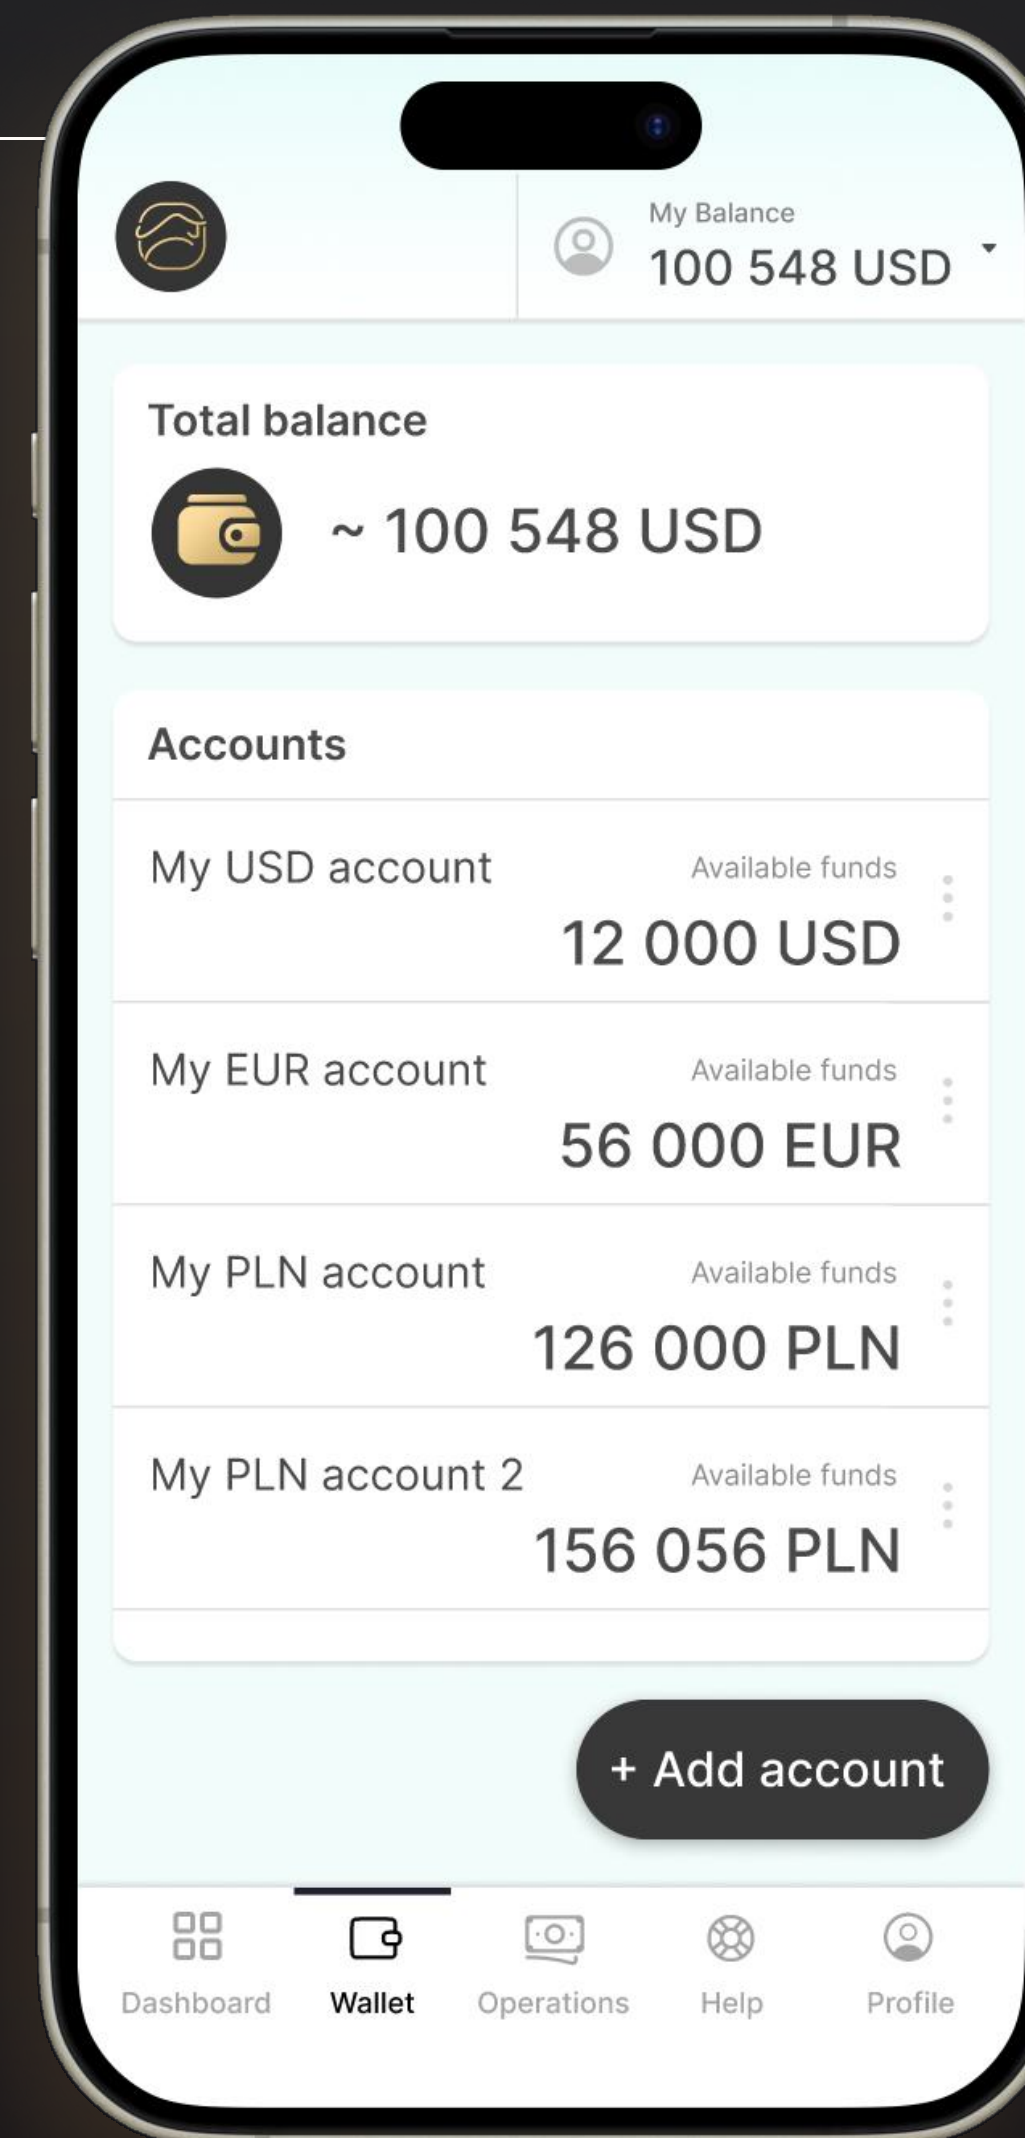 My Balance
100 548 USD
Total balance
~ 100 548 USD
Accounts
My USD account
Available funds
12 000 USD
My EUR account
Available funds
56 000 EUR
My PLN account
Available funds
126 000 PLN
My PLN account 2
Available funds
156 056 PLN
+ Add account
Dashboard
Wallet
Operations
Help
Profile